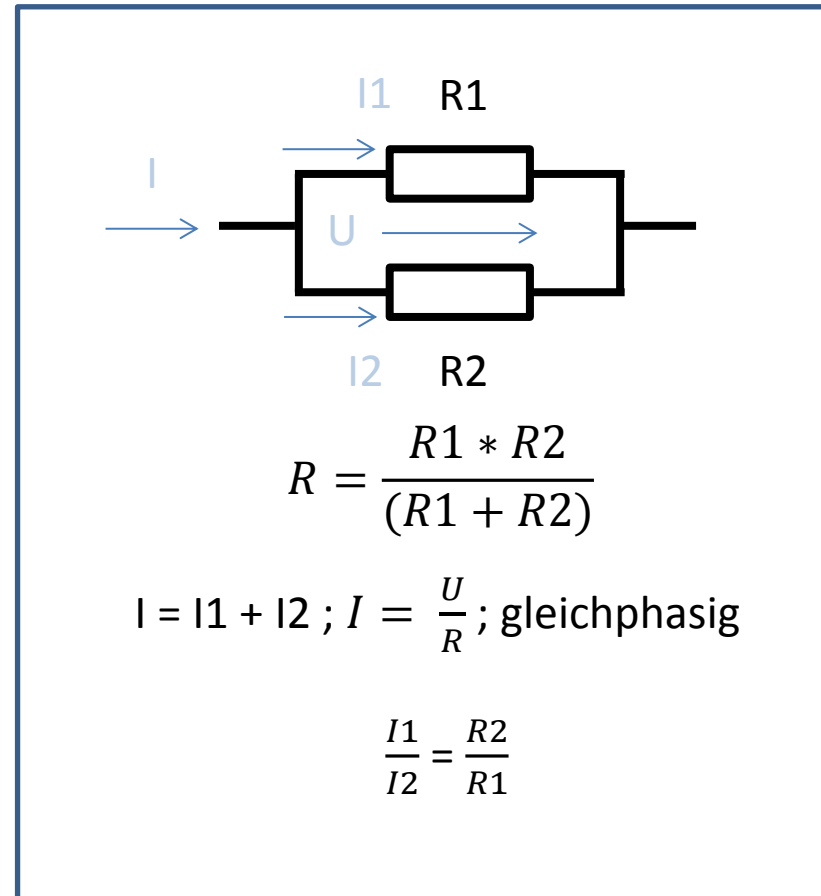 I1 R1
I
U
I2 R2
R = R1 * R2 / (R1 + R2)
I = I1 + I2 ; I = U/R ; gleichphasig
I1/I2 = R2/R1